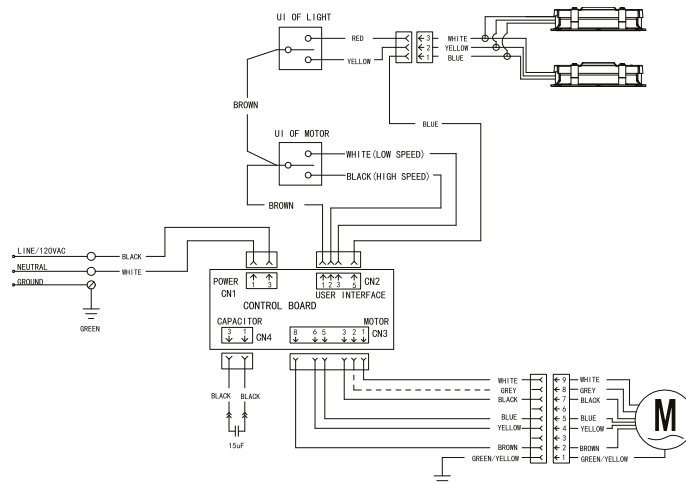 UI OF LIGHT
RED
YELLOW
3
2
1
WHITE
YELLOW
BLUE
BROWN
BLUE
UI OF MOTOR
WHITE(LOW SPEED)
BLACK(HIGH SPEED)
BROWN
LINE/120VAC
BLACK
NEUTRAL
WHITE
GROUND
GREEN
POWER
CN1
1 3
1 2 3 5
CN2
USER INTERFACE
CONTROL BOARD
CAPACITOR
3 1
CN4
MOTOR
8 6 5 3 2 1
CN3
BLACK BLACK
15uF
WHITE 9 WHITE
GREY 8 GREY
BLACK 7 BLACK
6
BLUE 5 BLUE
YELLOW 4 YELLOW
3
BROWN 2 BROWN
GREEN/YELLOW 1 GREEN/YELLOW
M